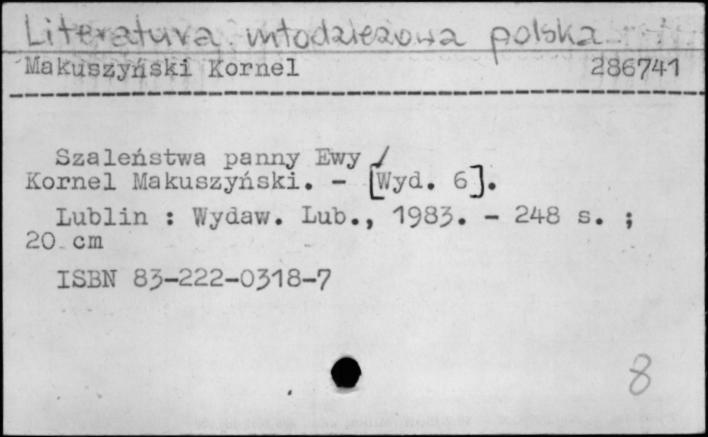 Literatura młodzieżowa polska
Makuszyński Kornel 286741
Szaleństwa panny Ewy /
Kornel Makuszyński. - [Wyd. 6].
Lublin : Wydaw. Lub., 1983. - 248 s. ;
20 cm
ISBN 83-222-0318-7
8